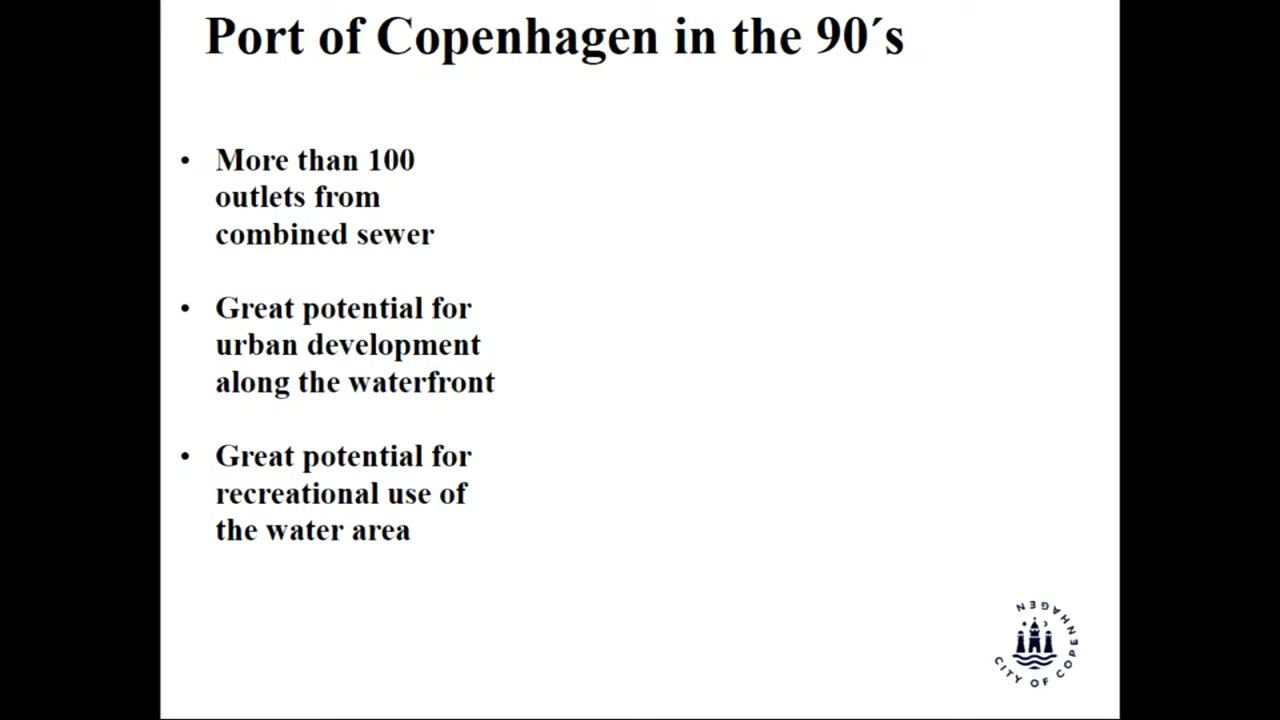 Port of Copenhagen in the 90´s
• More than 100
outlets from
combined sewer
• Great potential for
urban development
along the waterfront
• Great potential for
recreational use of
the water area
CITY OF COPENHAGEN